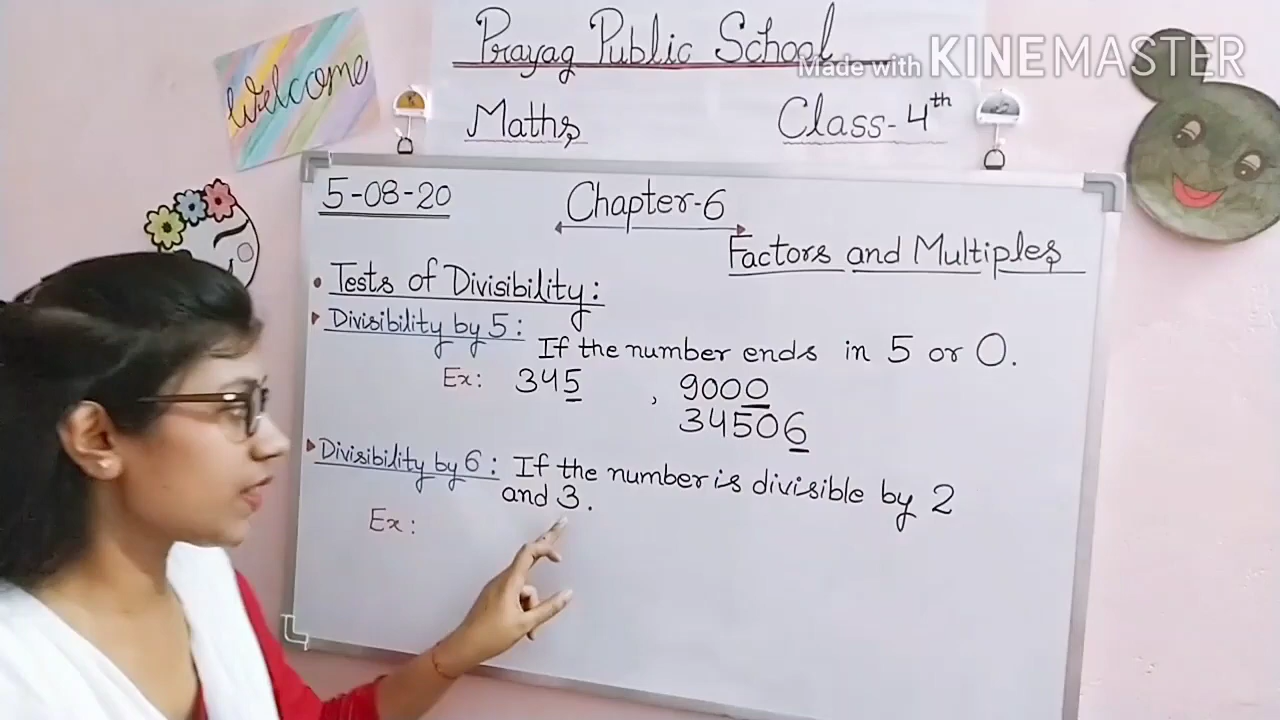 Prayag Public School
Made with KINEMASTER
welcome
Maths
Class-4th
5-08-20
Chapter-6
Factors and Multiples
• Tests of Divisibility:
Divisibility by 5:
If the number ends in 5 or 0.
Ex: 345 , 9000
34506
Divisibility by 6: If the number is divisible by 2
and 3.
Ex: